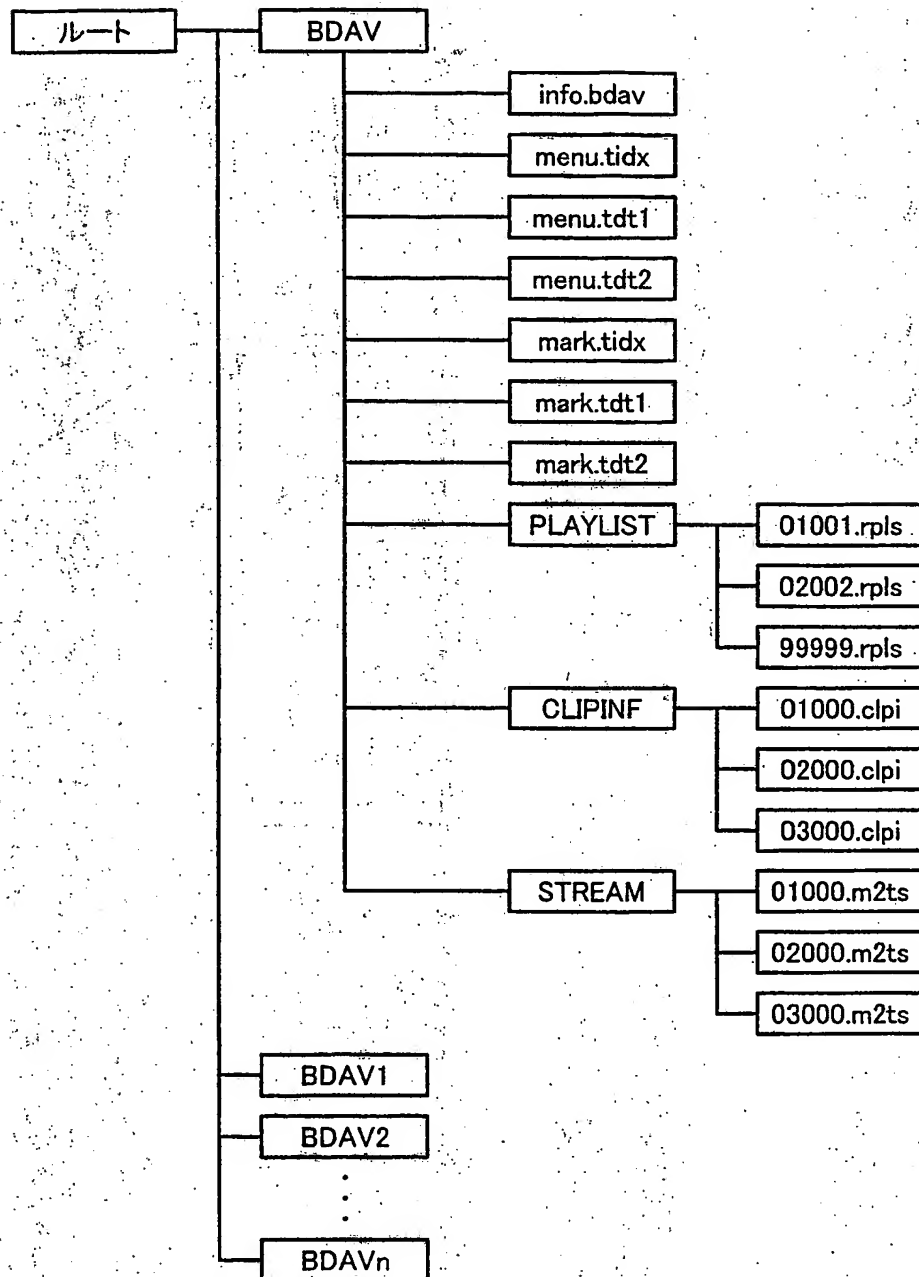 ルート
BDAV
info.bdav
menu.tidx
menu.tdt1
menu.tdt2
mark.tidx
mark.tdt1
mark.tdt2
PLAYLIST
01001.rpls
02002.rpls
99999.rpls
CLIPINF
01000.clpi
02000.clpi
03000.clpi
STREAM
01000.m2ts
02000.m2ts
03000.m2ts
BDAV1
BDAV2
BDAVn